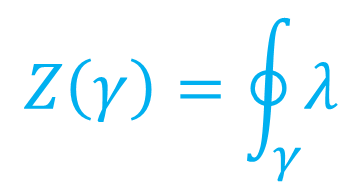 Z(γ) = ∮_γ λ